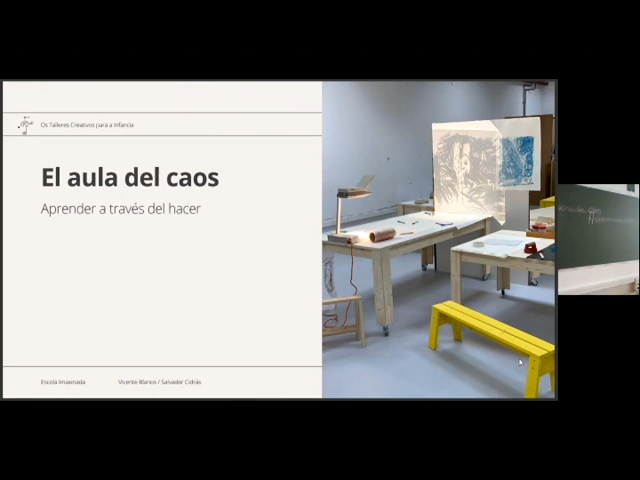 Os Talleres Creativos para a Infancia
El aula del caos
Aprender a través del hacer
Escola Imaxinada
Vicente Blanco / Salvador Cidrás